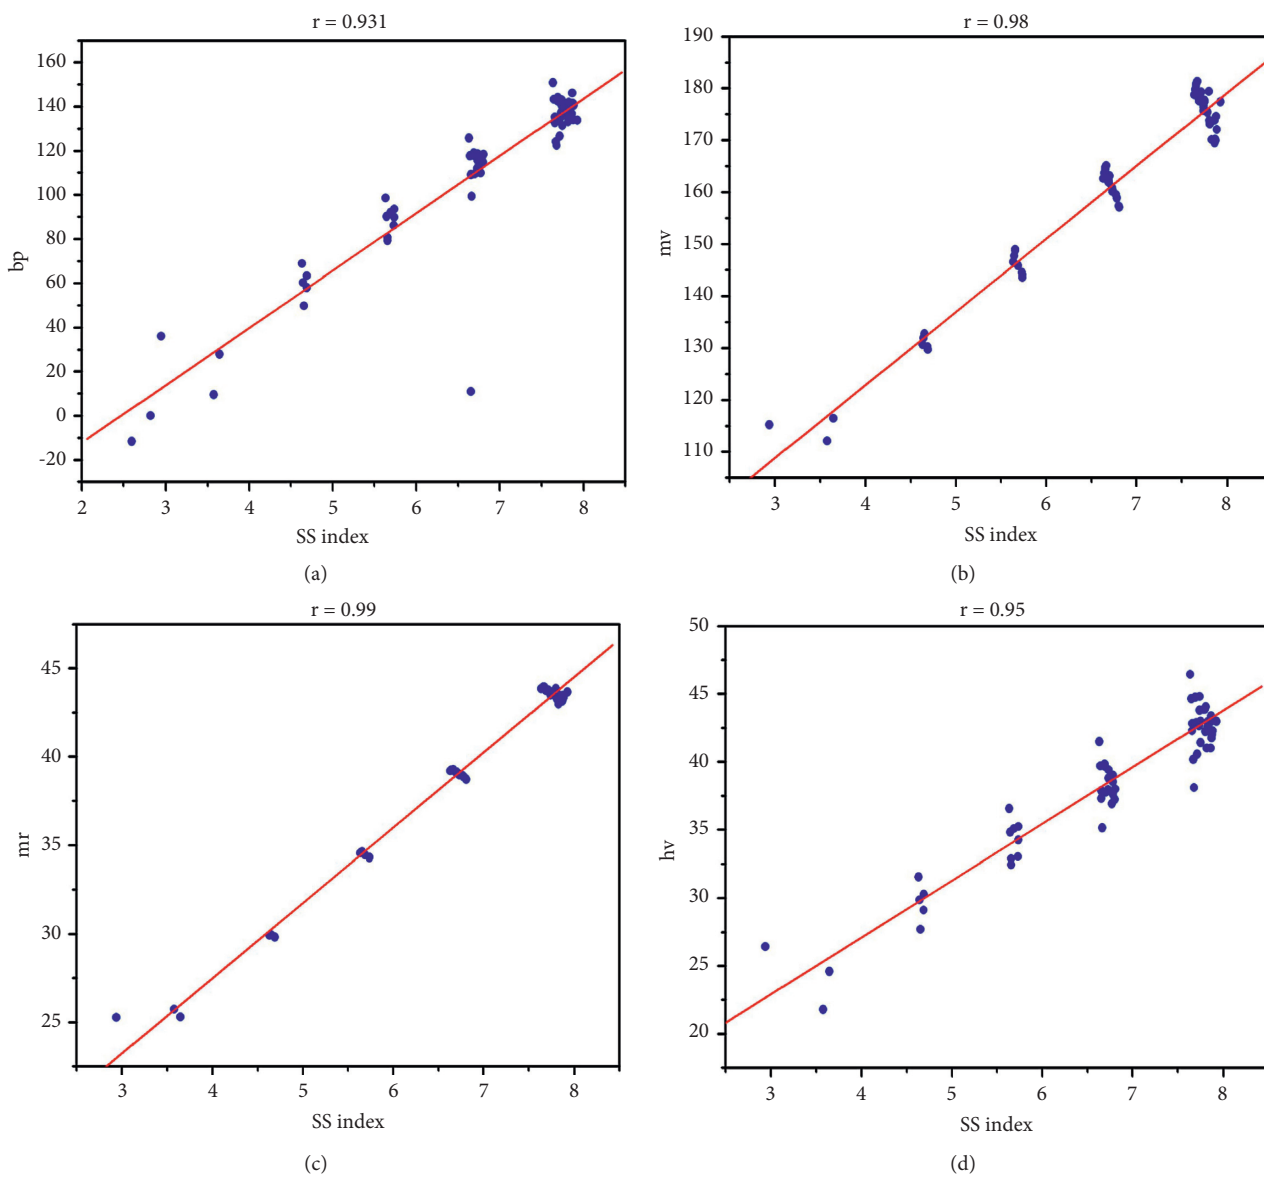 r = 0.931
160
140
120
100
80
60
40
20
0
-20
bp
2 3 4 5 6 7 8
SS index
(a)
r = 0.98
190
180
170
160
150
140
130
120
110
mv
3 4 5 6 7 8
SS index
(b)
r = 0.99
45
40
35
30
25
mr
3 4 5 6 7 8
SS index
(c)
r = 0.95
50
45
40
35
30
25
20
hv
3 4 5 6 7 8
SS index
(d)